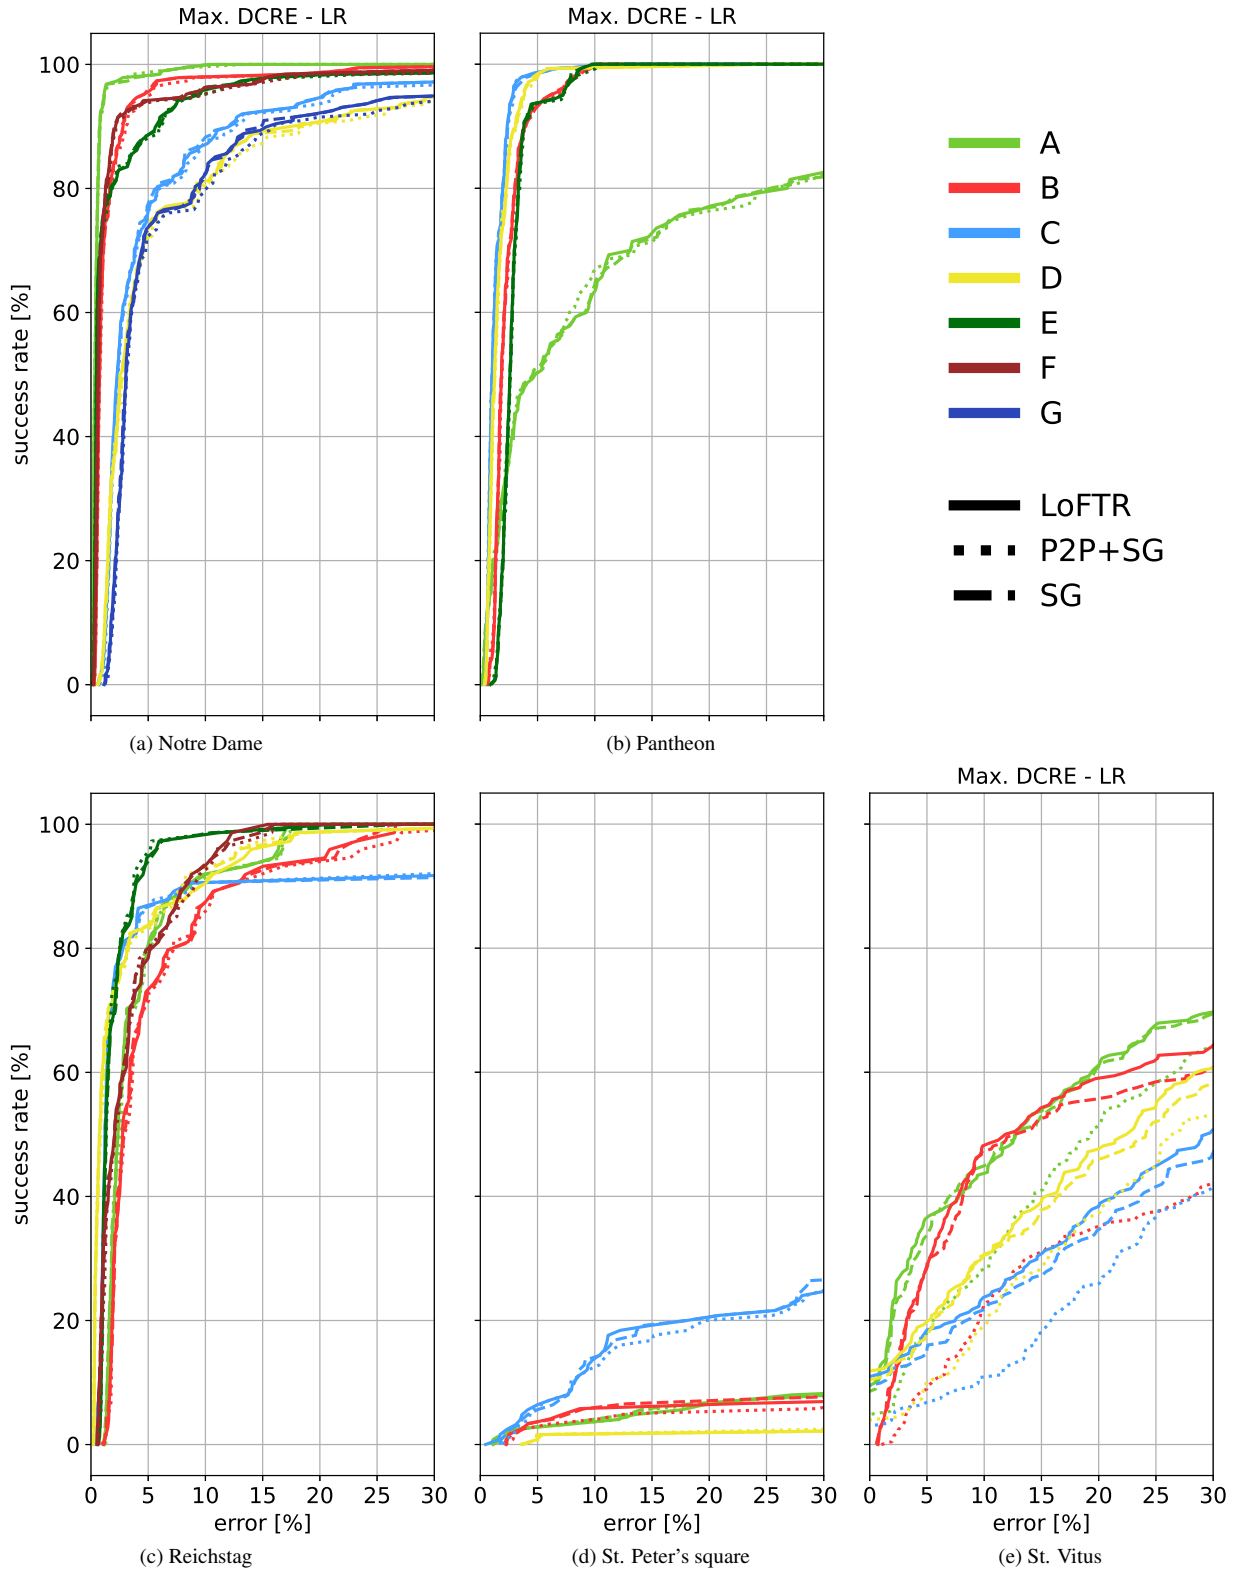 Max. DCRE - LR
Max. DCRE - LR
success rate [%]
100
80
60
40
20
0
(a) Notre Dame
(b) Pantheon
A
B
C
D
E
F
G
LoFTR
P2P+SG
SG
Max. DCRE - LR
success rate [%]
100
80
60
40
20
0
0 5 10 15 20 25 30
0 5 10 15 20 25 30
0 5 10 15 20 25 30
error [%]
error [%]
error [%]
(c) Reichstag
(d) St. Peter's square
(e) St. Vitus